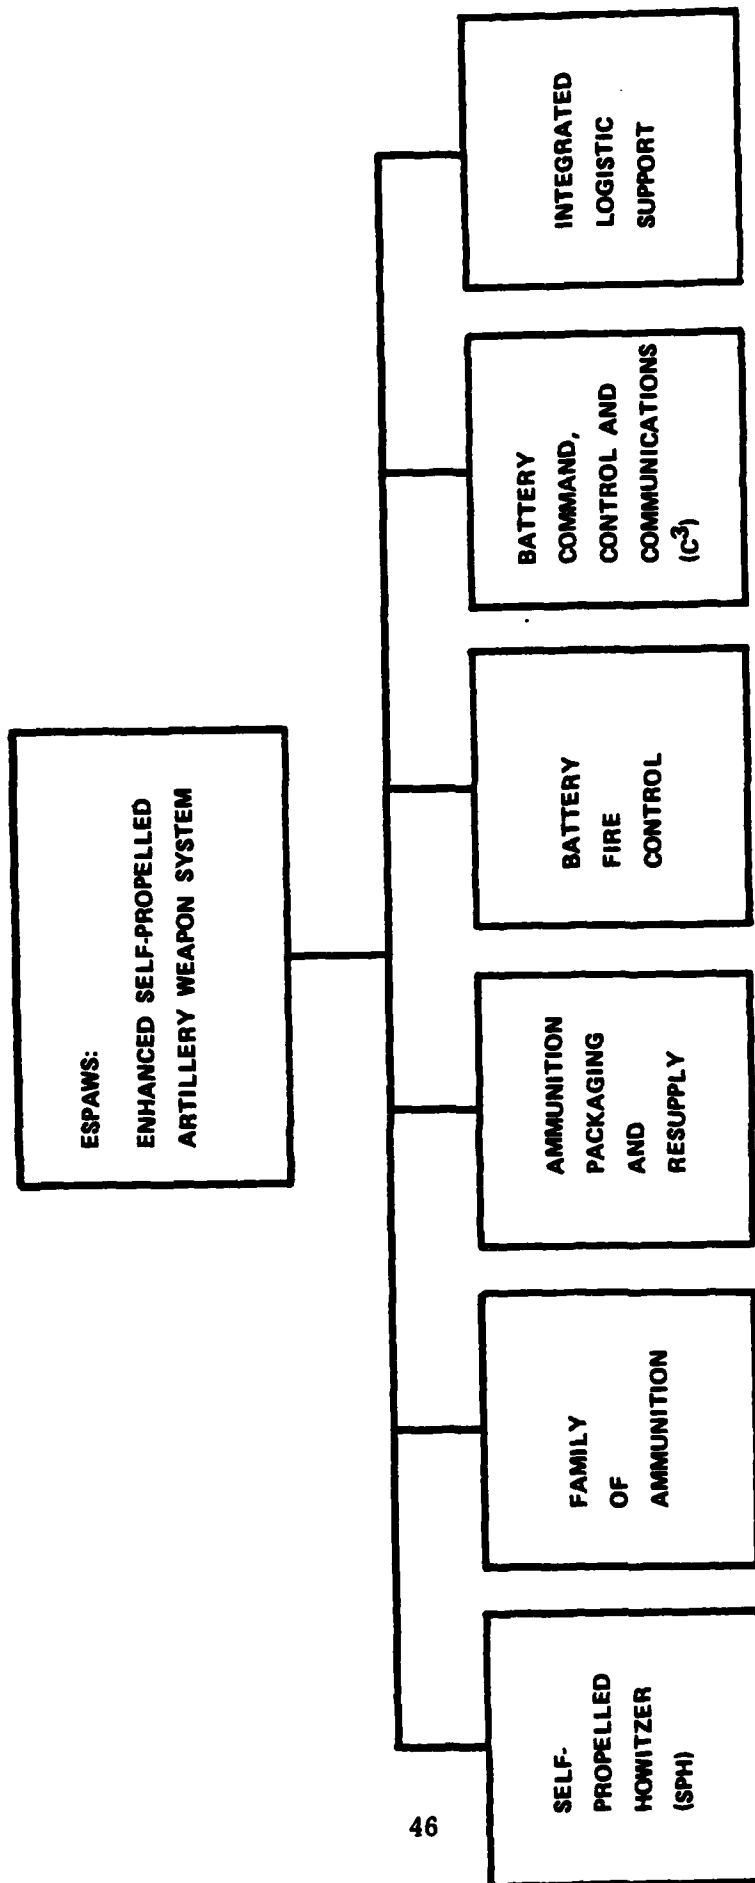 ESPAWS:
ENHANCED SELF-PROPELLED
ARTILLERY WEAPON SYSTEM
SELF-
PROPELLED
HOWITZER
(SPH)
FAMILY
OF
AMMUNITION
AMMUNITION
PACKAGING
AND
RESUPPLY
BATTERY
FIRE
CONTROL
BATTERY
COMMAND,
CONTROL AND
COMMUNICATIONS
(C³)
INTEGRATED
LOGISTIC
SUPPORT
46